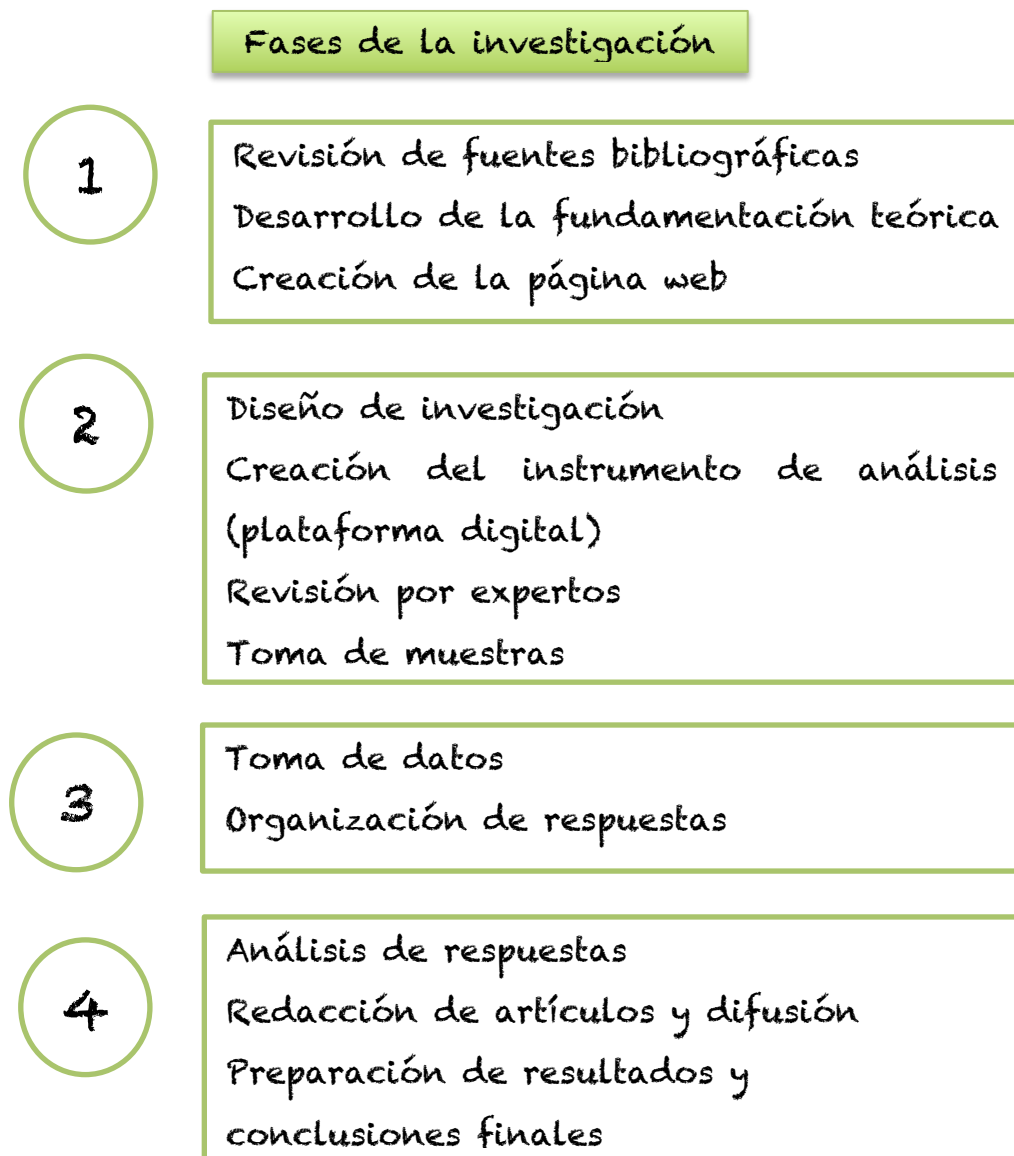 Fases de la investigación
1
Revisión de fuentes bibliográficas
Desarrollo de la fundamentación teórica
Creación de la página web
2
Diseño de investigación
Creación del instrumento de análisis
(plataforma digital)
Revisión por expertos
Toma de muestras
3
Toma de datos
Organización de respuestas
4
Análisis de respuestas
Redacción de artículos y difusión
Preparación de resultados y
conclusiones finales